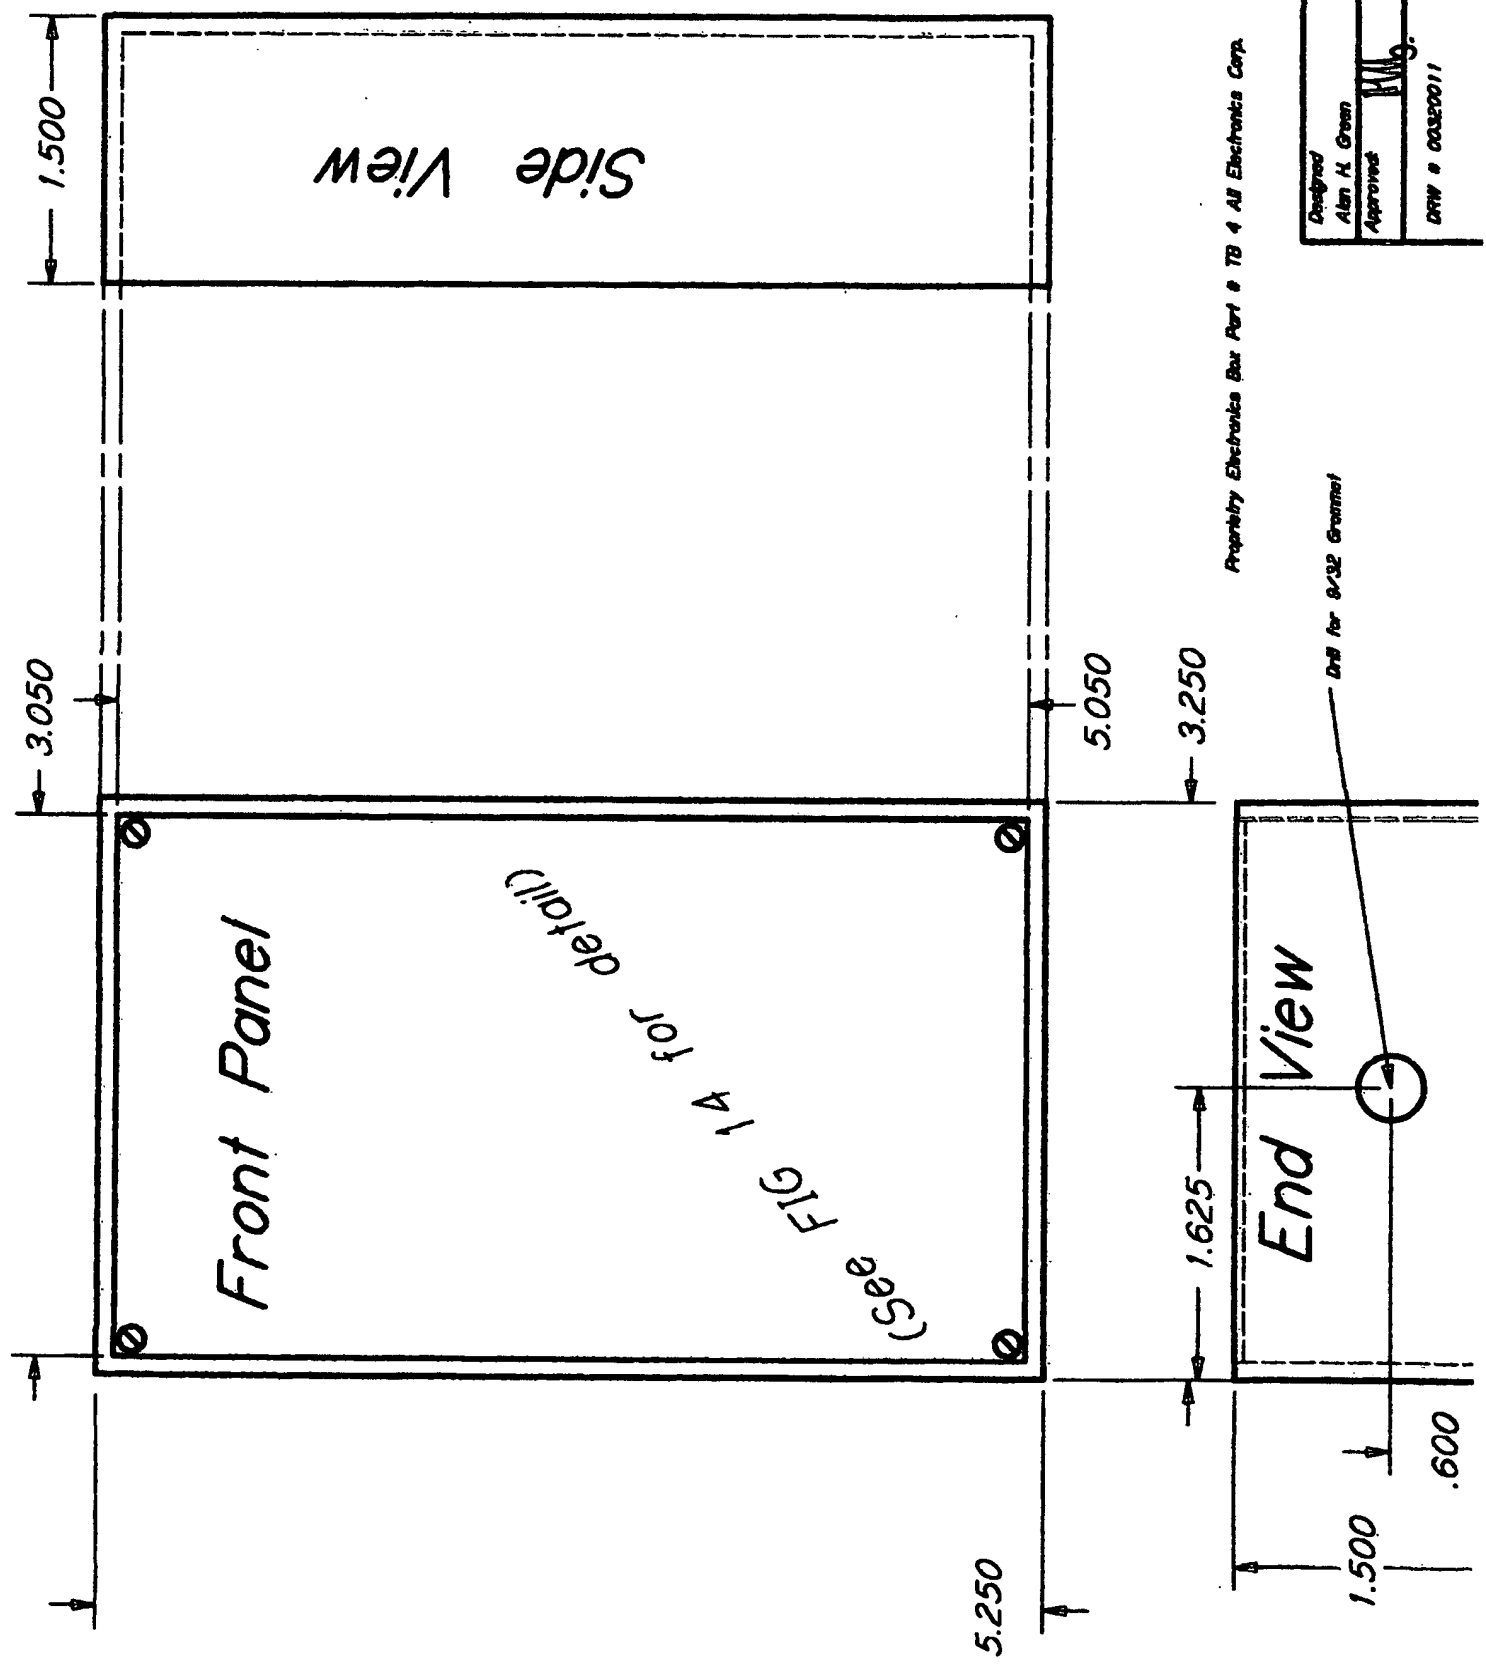 1.500
Side View
3.050
5.050
3.250
Front Panel
(See FIG 14 for detail)
5.250
1.625
End View
1.500
.600
Drill for 9/32 Grommet
Proprietry Electronics Box Part # TB 4 All Electronics Corp.
Designed
Alan H. Green
Approved:
DRW # 00320011